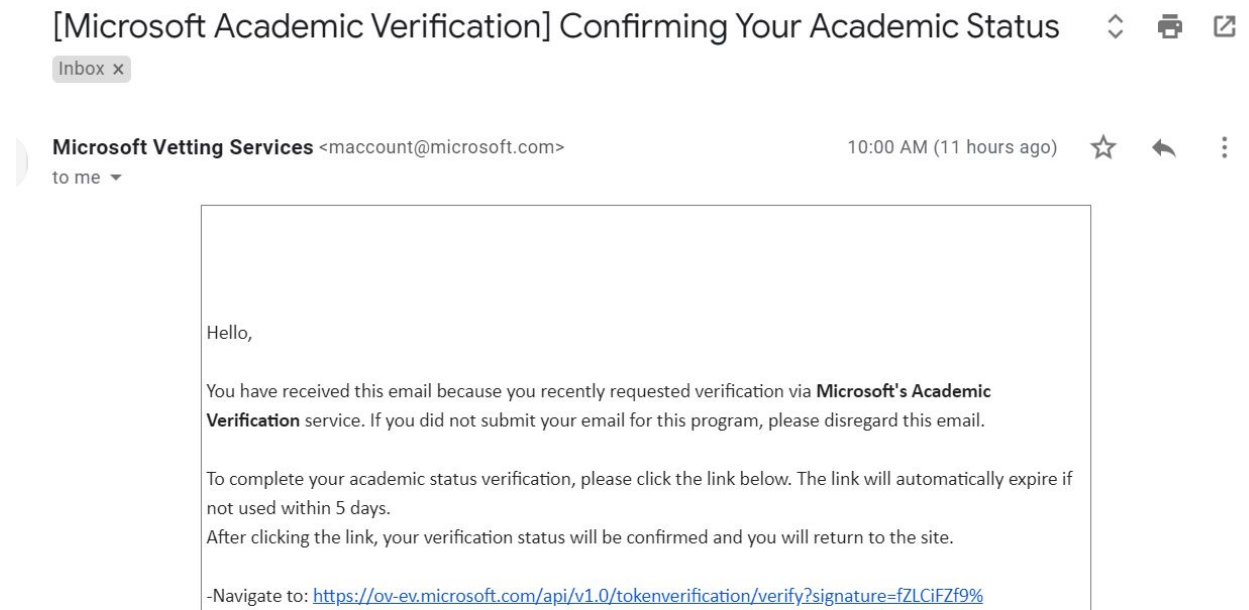 [Microsoft Academic Verification] Confirming Your Academic Status
Inbox x
Microsoft Vetting Services <maccount@microsoft.com>
10:00 AM (11 hours ago)
to me
Hello,
You have received this email because you recently requested verification via Microsoft's Academic
Verification service. If you did not submit your email for this program, please disregard this email.
To complete your academic status verification, please click the link below. The link will automatically expire if
not used within 5 days.
After clicking the link, your verification status will be confirmed and you will return to the site.
-Navigate to: https://ov-ev.microsoft.com/api/v1.0/tokenverification/verify?signature=fZLCiFZf9%